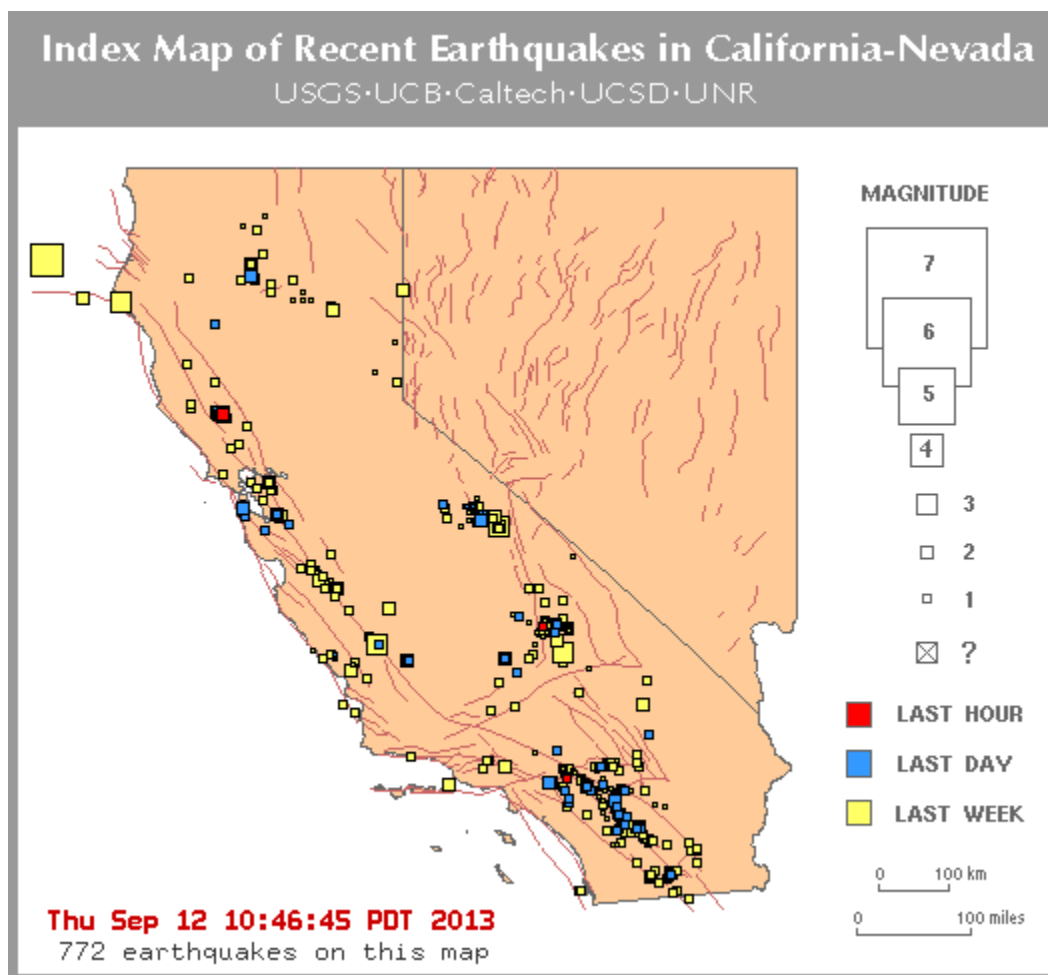 Index Map of Recent Earthquakes in California-Nevada
USGS·UCB·Caltech·UCSD·UNR
MAGNITUDE
7
6
5
4
3
2
1
?
LAST HOUR
LAST DAY
LAST WEEK
0 100 km
0 100 miles
Thu Sep 12 10:46:45 PDT 2013
772 earthquakes on this map